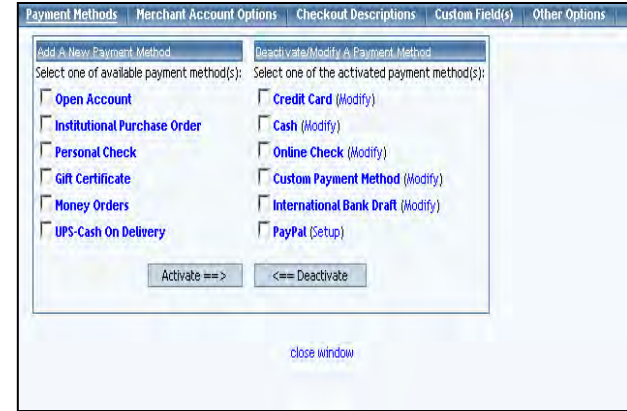 Payment Methods Merchant Account Options Checkout Descriptions Custom Field(s) Other Options
Add A New Payment Method
Select one of available payment method(s):
Open Account
Institutional Purchase Order
Personal Check
Gift Certificate
Money Orders
UPS-Cash On Delivery
Activate ==>
Deactivate/Modify A Payment Method
Select one of the activated payment method(s):
Credit Card (Modify)
Cash (Modify)
Online Check (Modify)
Custom Payment Method (Modify)
International Bank Draft (Modify)
PayPal (Setup)
<== Deactivate
close window